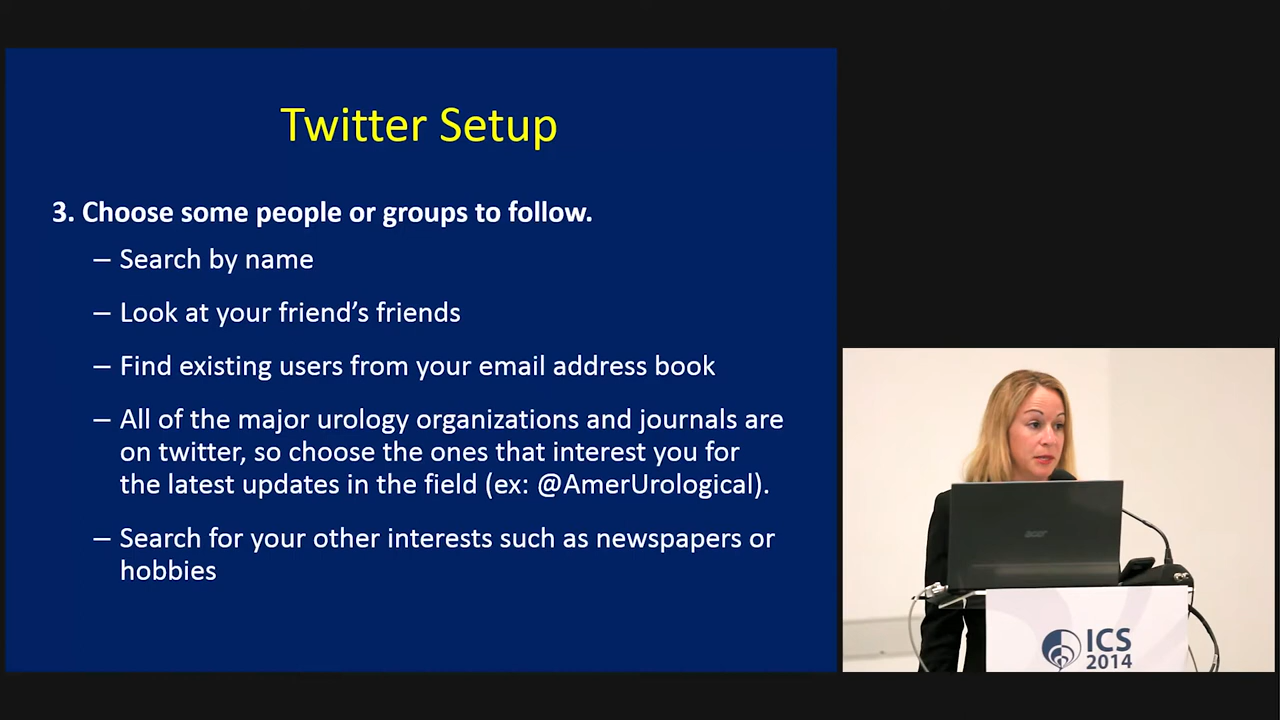 Twitter Setup
3. Choose some people or groups to follow.
– Search by name
– Look at your friend’s friends
– Find existing users from your email address book
– All of the major urology organizations and journals are
on twitter, so choose the ones that interest you for
the latest updates in the field (ex: @AmerUrological).
– Search for your other interests such as newspapers or
hobbies
acer
ICS
2014